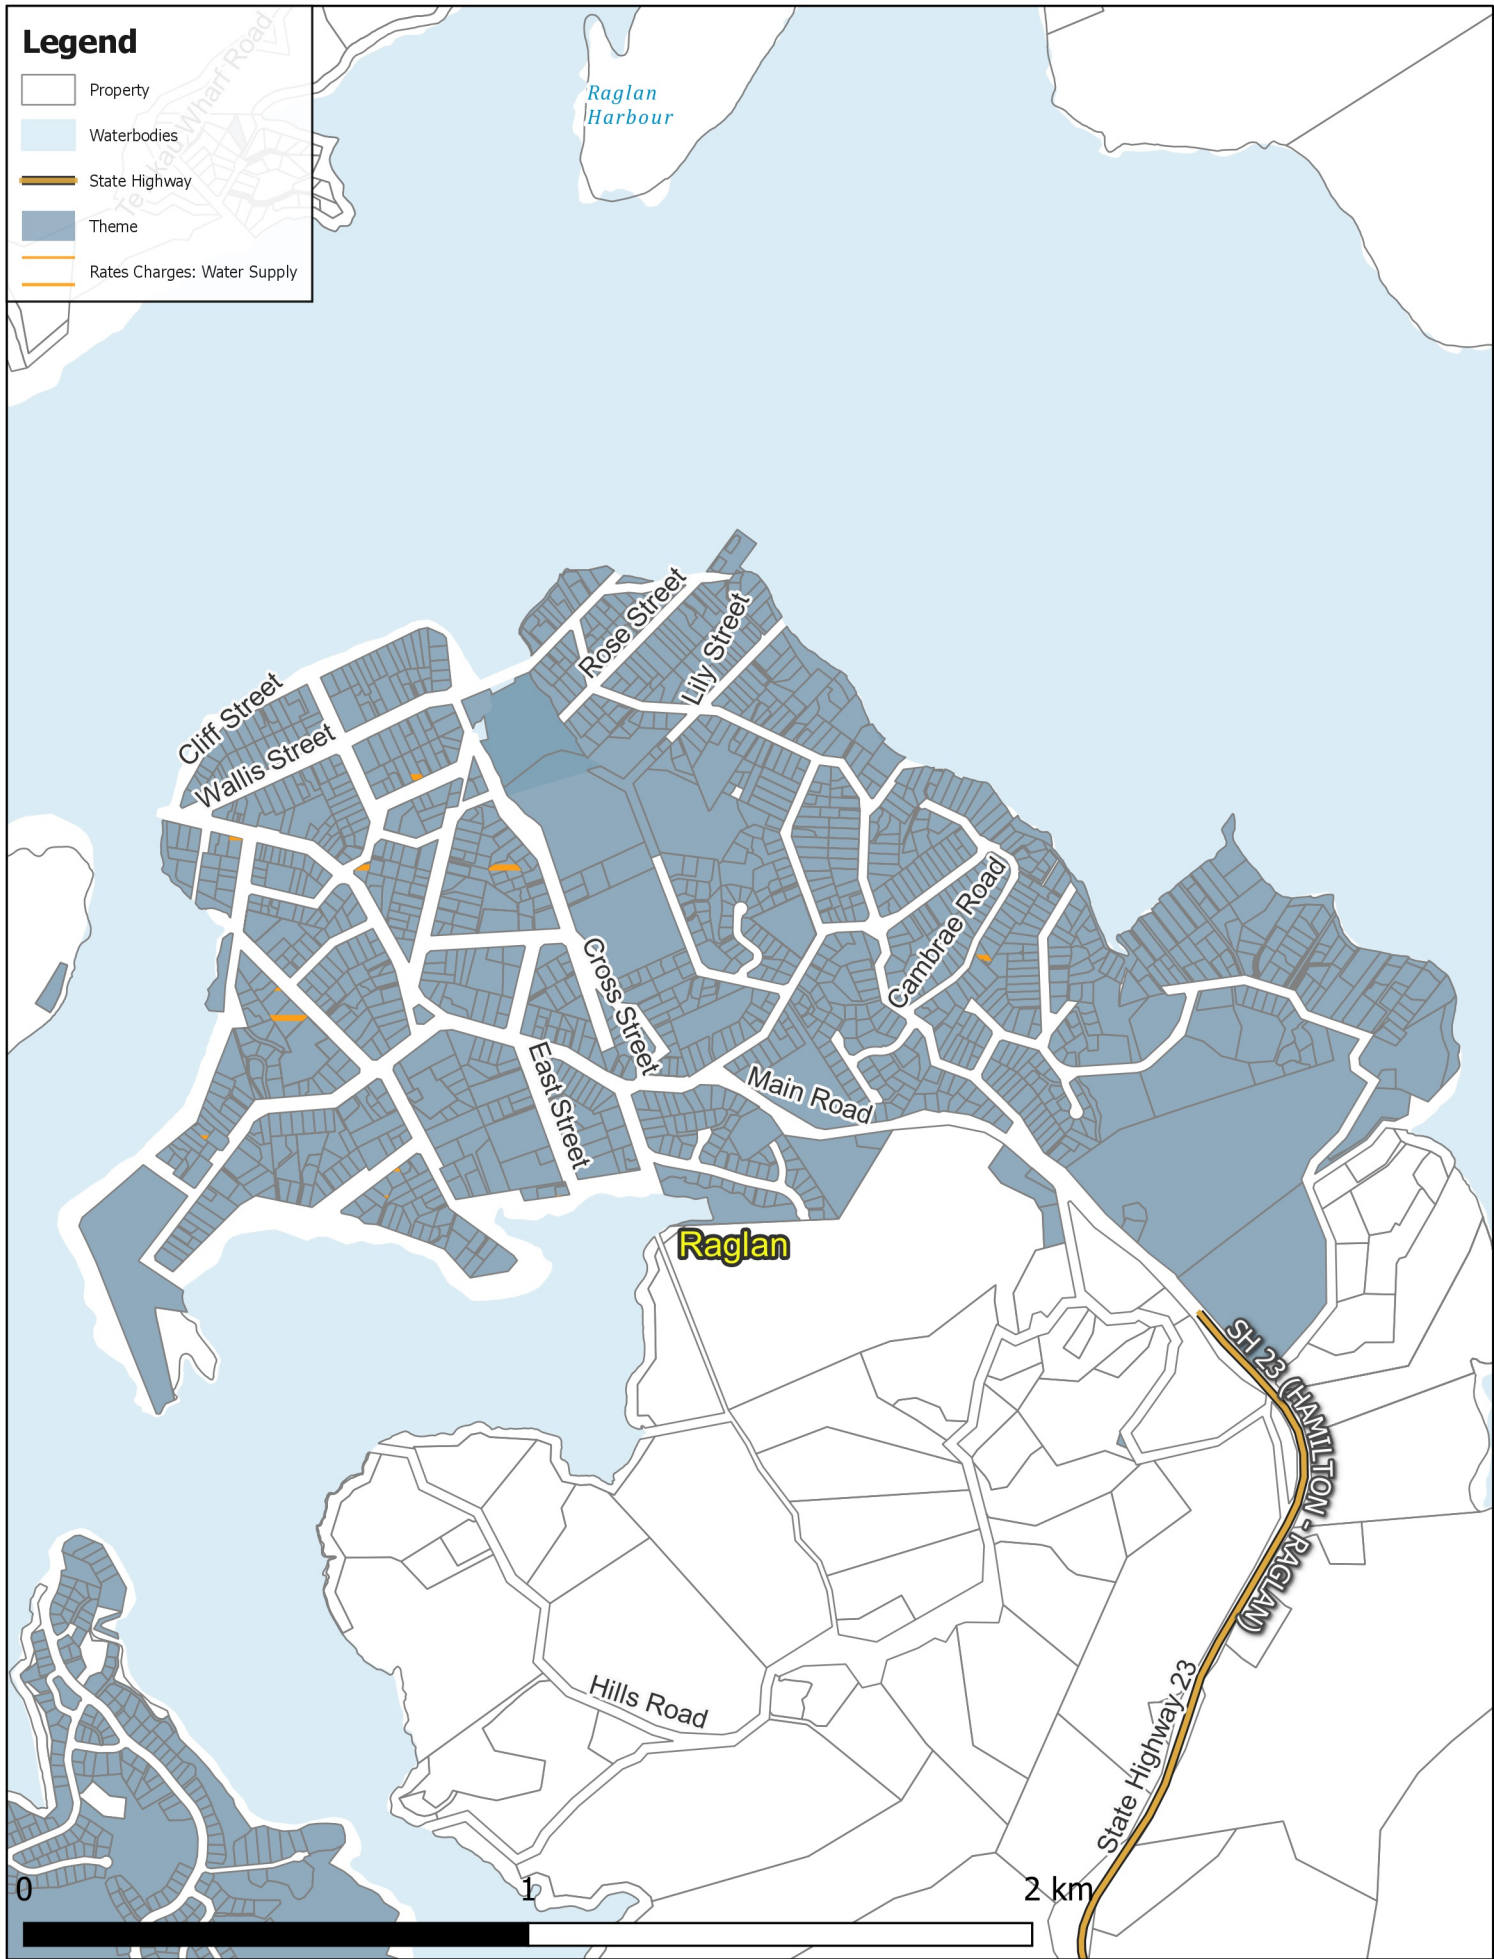 Legend
Property
Waterbodies
State Highway
Theme
Rates Charges: Water Supply
Raglan
Harbour
Rose Street
Lily Street
Cliff Street
Wallis Street
Cambrae Road
Cross Street
East Street
Main Road
Raglan
SH 23 (HAMILTON - RAGLAN)
Hills Road
State Highway 23
0 1 2 km